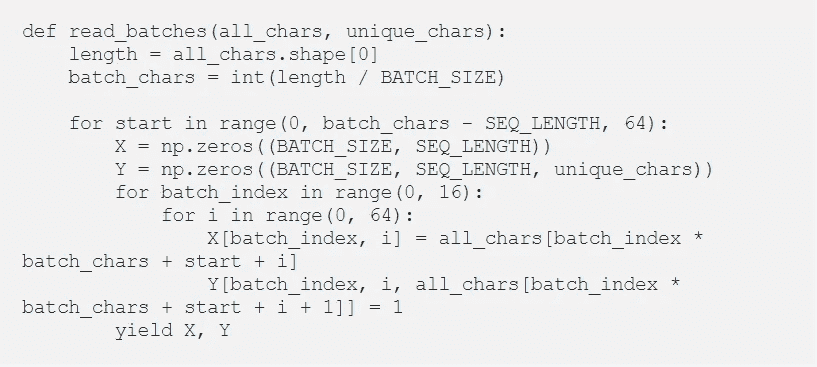 def read_batches(all_chars, unique_chars):
    length = all_chars.shape[0]
    batch_chars = int(length / BATCH_SIZE)

    for start in range(0, batch_chars - SEQ_LENGTH, 64):
        X = np.zeros((BATCH_SIZE, SEQ_LENGTH))
        Y = np.zeros((BATCH_SIZE, SEQ_LENGTH, unique_chars))
        for batch_index in range(0, 16):
            for i in range(0, 64):
                X[batch_index, i] = all_chars[batch_index *
batch_chars + start + i]
                Y[batch_index, i, all_chars[batch_index *
batch_chars + start + i + 1]] = 1
        yield X, Y